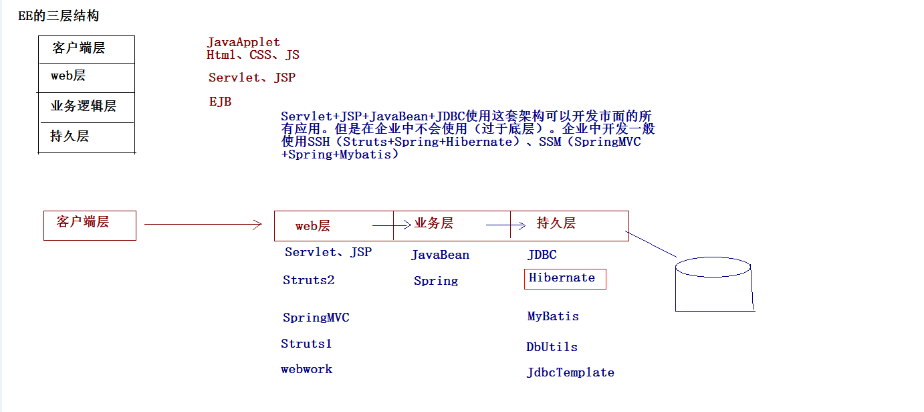 EE的三层结构
客户端层
web层
业务逻辑层
持久层
JavaApplet
Html、CSS、JS
Servlet、JSP
EJB
Servlet+JSP+JavaBean+JDBC使用这套架构可以开发市面的所
有应用。但是在企业中不会使用（过于底层）。企业中开发一般
使用SSH（Struts+Spring+Hibernate）、SSM（SpringMVC
+Spring+Mybatis）
客户端层
web层
业务层
持久层
Servlet、JSP
JavaBean
JDBC
Struts2
Spring
Hibernate
SpringMVC
MyBatis
Struts1
DbUtils
webwork
JdbcTemplate